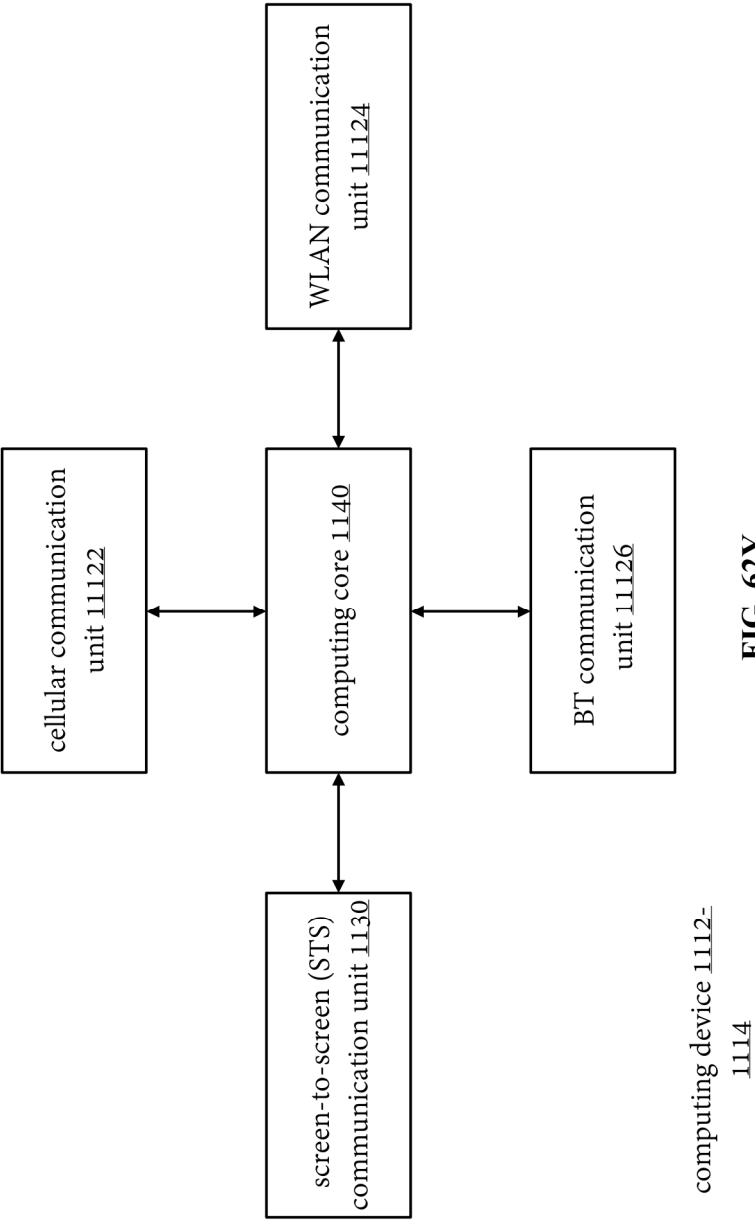 cellular communication
unit 11122
screen-to-screen (STS)
communication unit 1130
computing core 1140
WLAN communication
unit 11124
BT communication
unit 11126
computing device 1112-
1114
FIG. 62Y